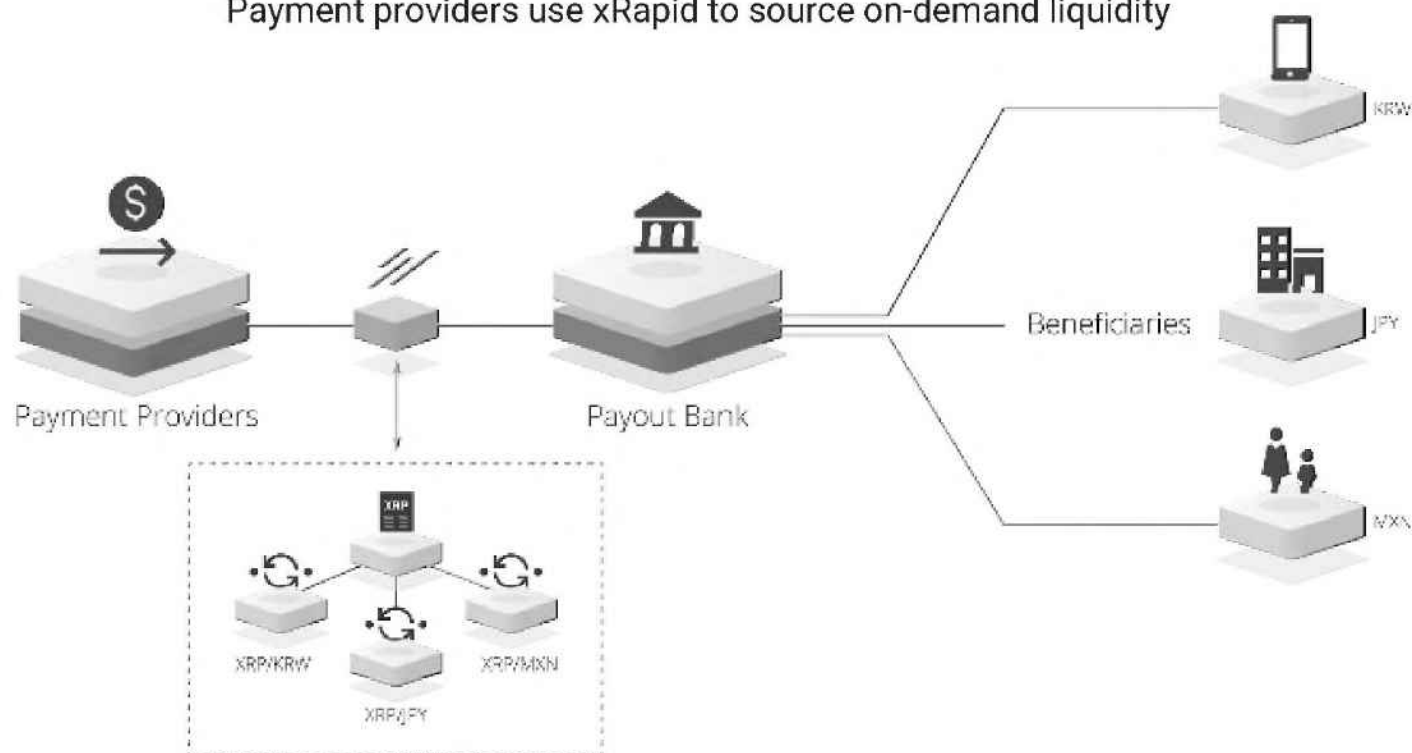 Payment providers use xRapid to source on-demand liquidity
KRW
Beneficiaries
JPY
Payment Providers
Payout Bank
MXN
XRP
XRP/KRW
XRP/MXN
XRP/JPY